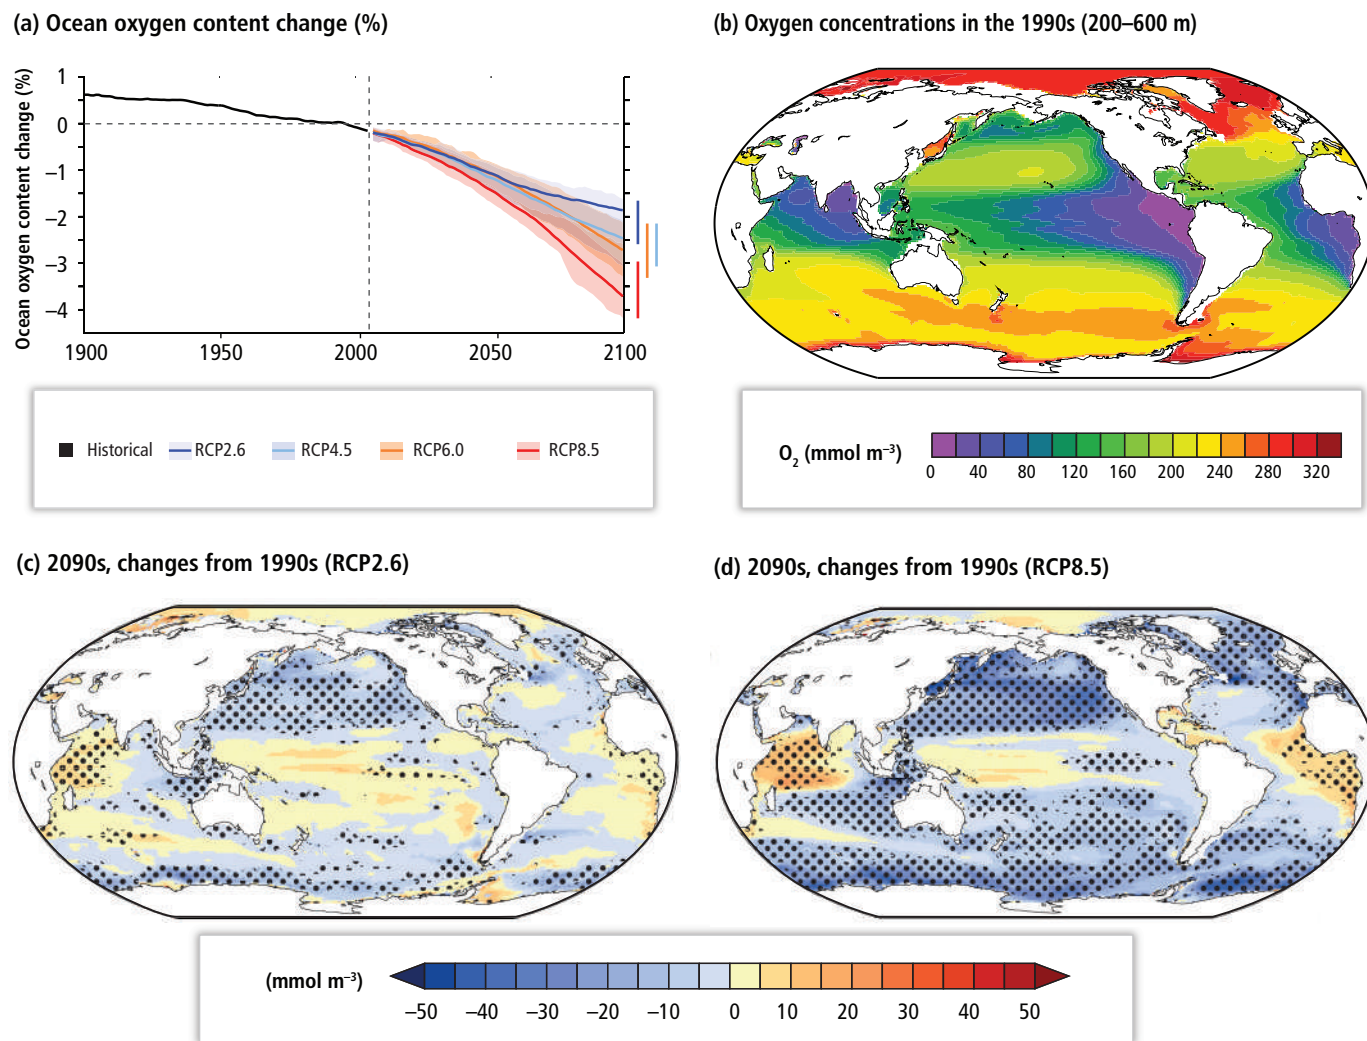 (a) Ocean oxygen content change (%)
Ocean oxygen content change (%)
1
0
−1
−2
−3
−4
1900 1950 2000 2050 2100
Historical RCP2.6 RCP4.5 RCP6.0 RCP8.5
(b) Oxygen concentrations in the 1990s (200–600 m)
O₂ (mmol m⁻³)
0 40 80 120 160 200 240 280 320
(c) 2090s, changes from 1990s (RCP2.6)
(d) 2090s, changes from 1990s (RCP8.5)
(mmol m⁻³)
−50 −40 −30 −20 −10 0 10 20 30 40 50